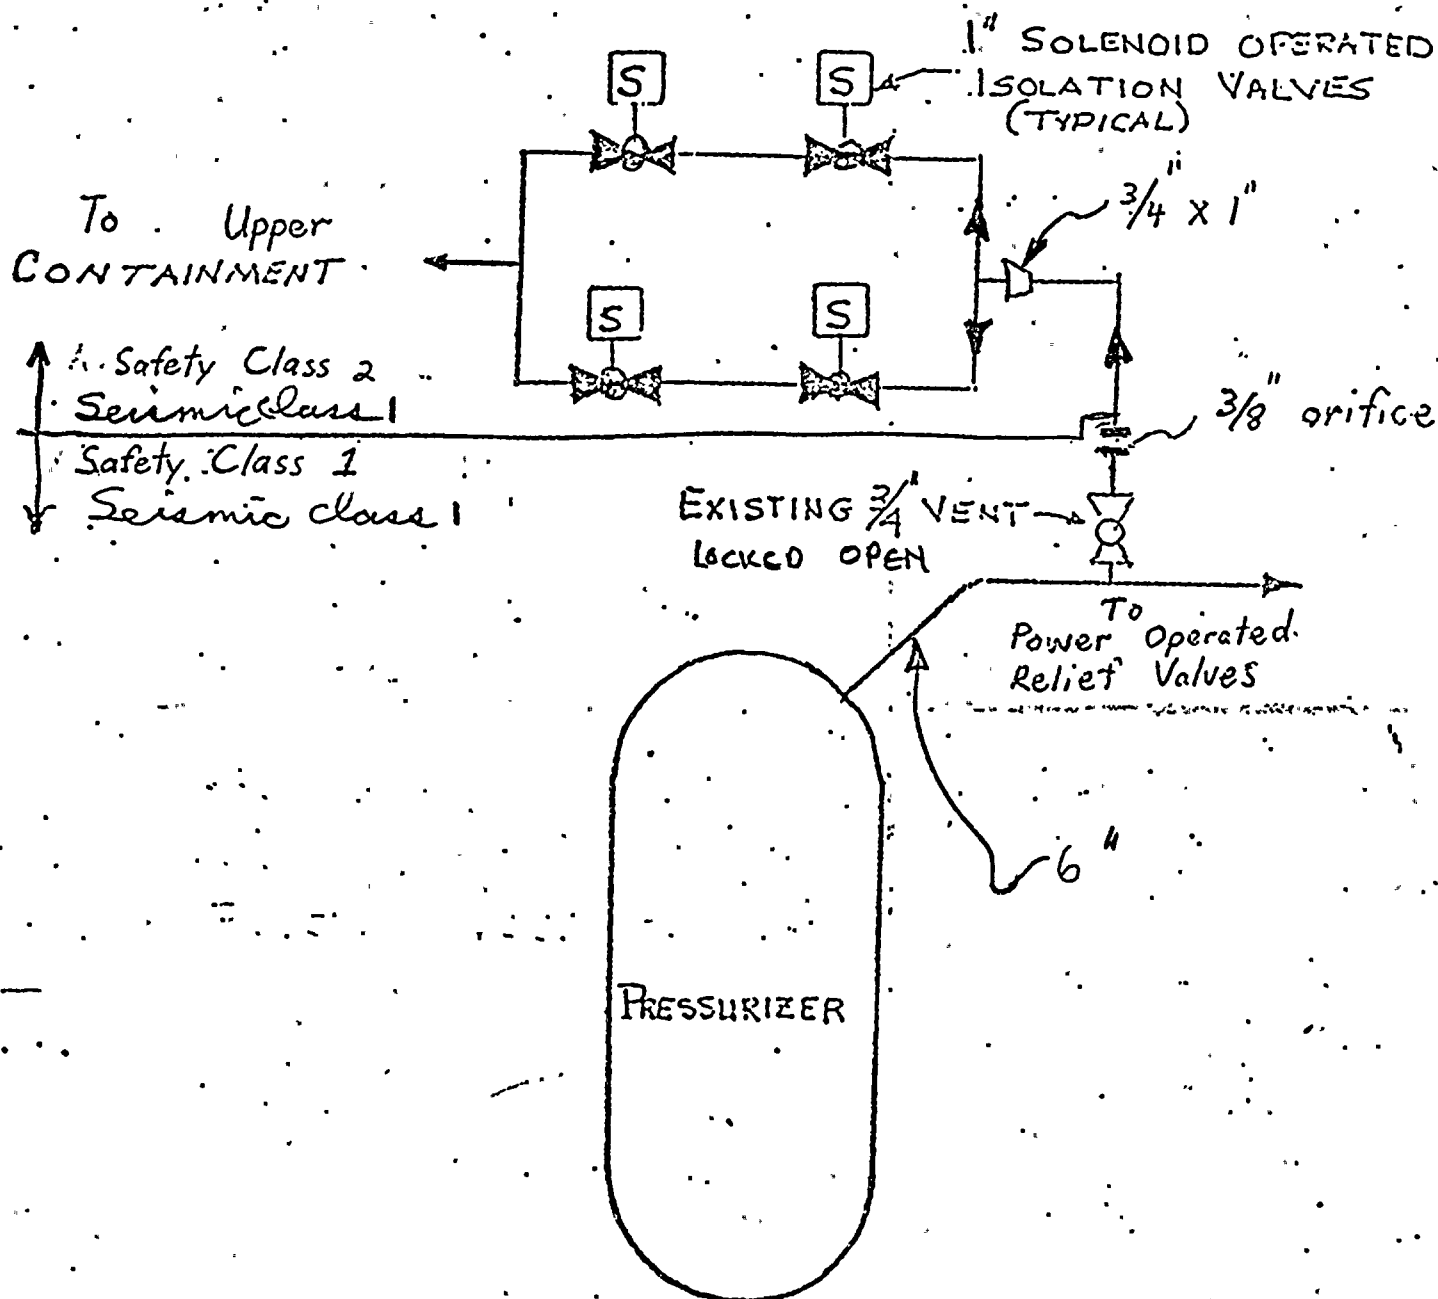 1" SOLENOID OPERATED
ISOLATION VALVES
(TYPICAL)
S
S
3/4" X 1"
To Upper
CONTAINMENT
S
S
Safety Class 2
Seismic Class 1
3/8" orifice
Safety Class 1
Seismic class 1
EXISTING 3/4" VENT
LOCKED OPEN
To
Power Operated
Relief Valves
6"
PRESSURIZER